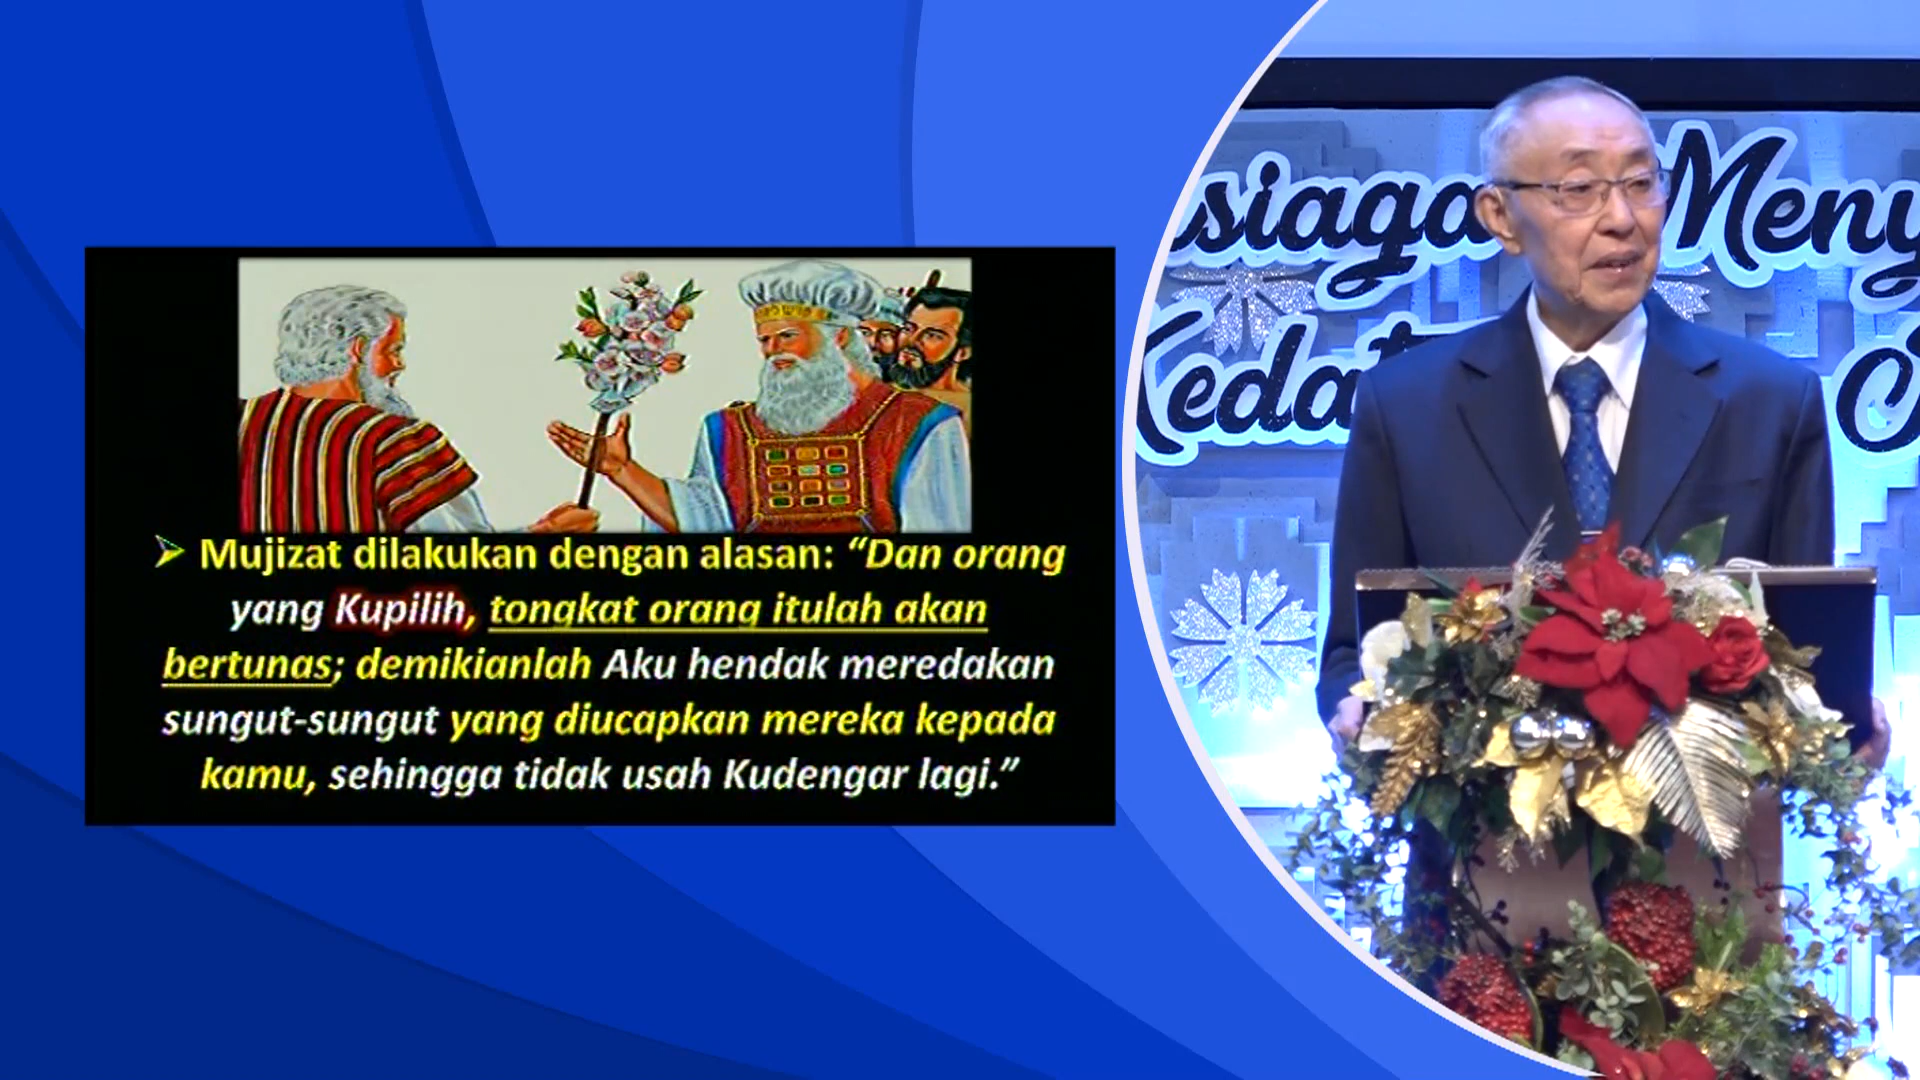 ➢ Mujizat dilakukan dengan alasan: “Dan orang
yang Kupilih, tongkat orang itulah akan
bertunas; demikianlah Aku hendak meredakan
sungut-sungut yang diucapkan mereka kepada
kamu, sehingga tidak usah Kudengar lagi.”
siaga Meny
Kedat